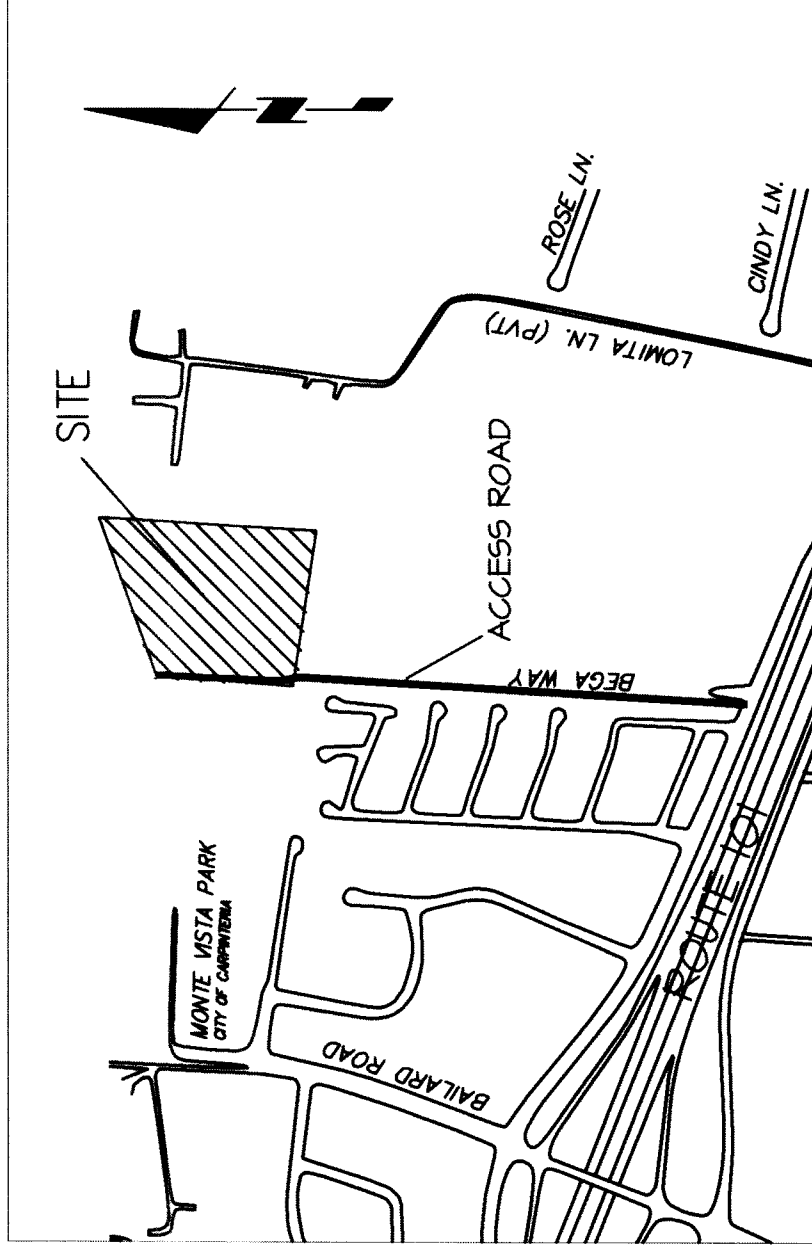 N
SITE
ROSE LN.
LOMITA LN. (PVT)
CINDY LN.
ACCESS ROAD
BEGA WAY
MONTE VISTA PARK
CITY OF CARPINTERIA
BAILARD ROAD
ROUTE 101